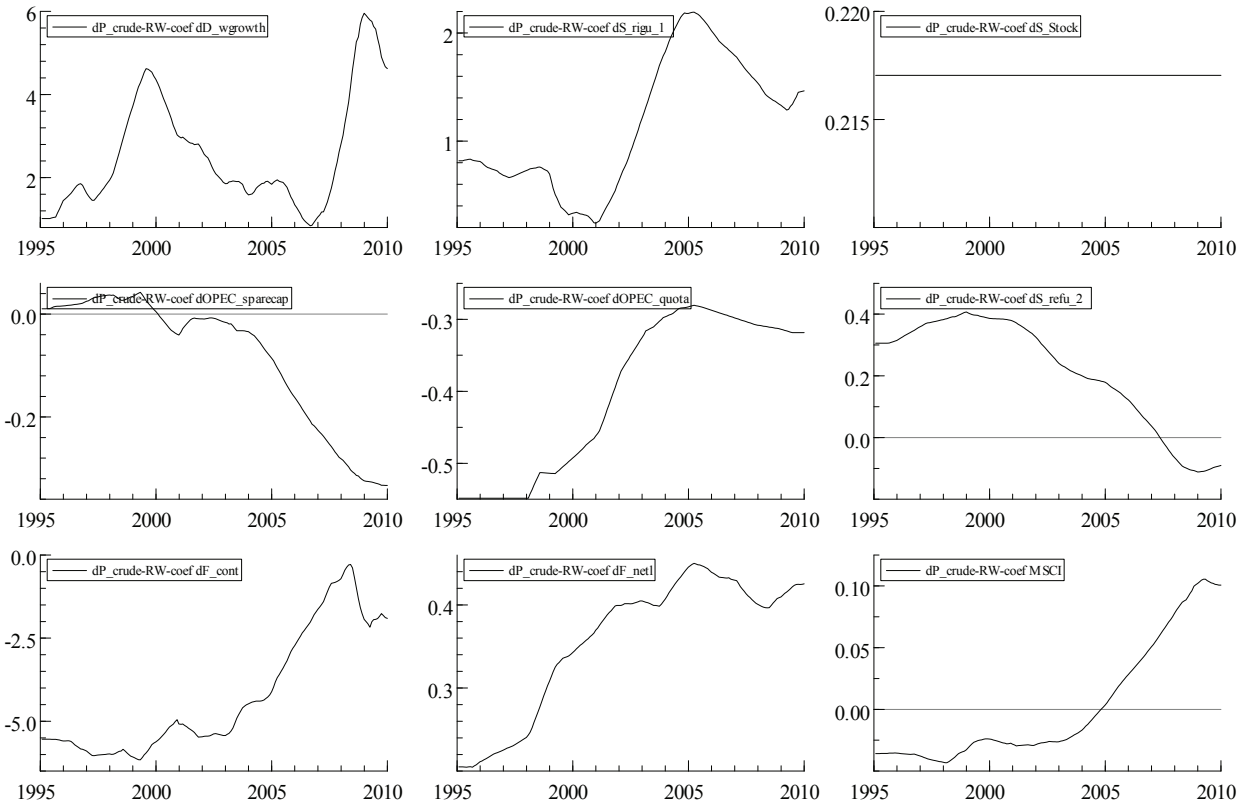 6
4
2
1995 2000 2005 2010
dP_crude-RW-coef dD_wgrowth
2
1
1995 2000 2005 2010
dP_crude-RW-coef dS_rigu_1
0.220
0.215
1995 2000 2005 2010
dP_crude-RW-coef dS_Stock
0.0
-0.2
1995 2000 2005 2010
dP_crude-RW-coef dOPEC_sparecap
-0.3
-0.4
-0.5
1995 2000 2005 2010
dP_crude-RW-coef dOPEC_quota
0.4
0.2
0.0
1995 2000 2005 2010
dP_crude-RW-coef dS_refu_2
0.0
-2.5
-5.0
1995 2000 2005 2010
dP_crude-RW-coef dF_cont
0.4
0.3
1995 2000 2005 2010
dP_crude-RW-coef dF_netl
0.10
0.05
0.00
1995 2000 2005 2010
dP_crude-RW-coef MSCI